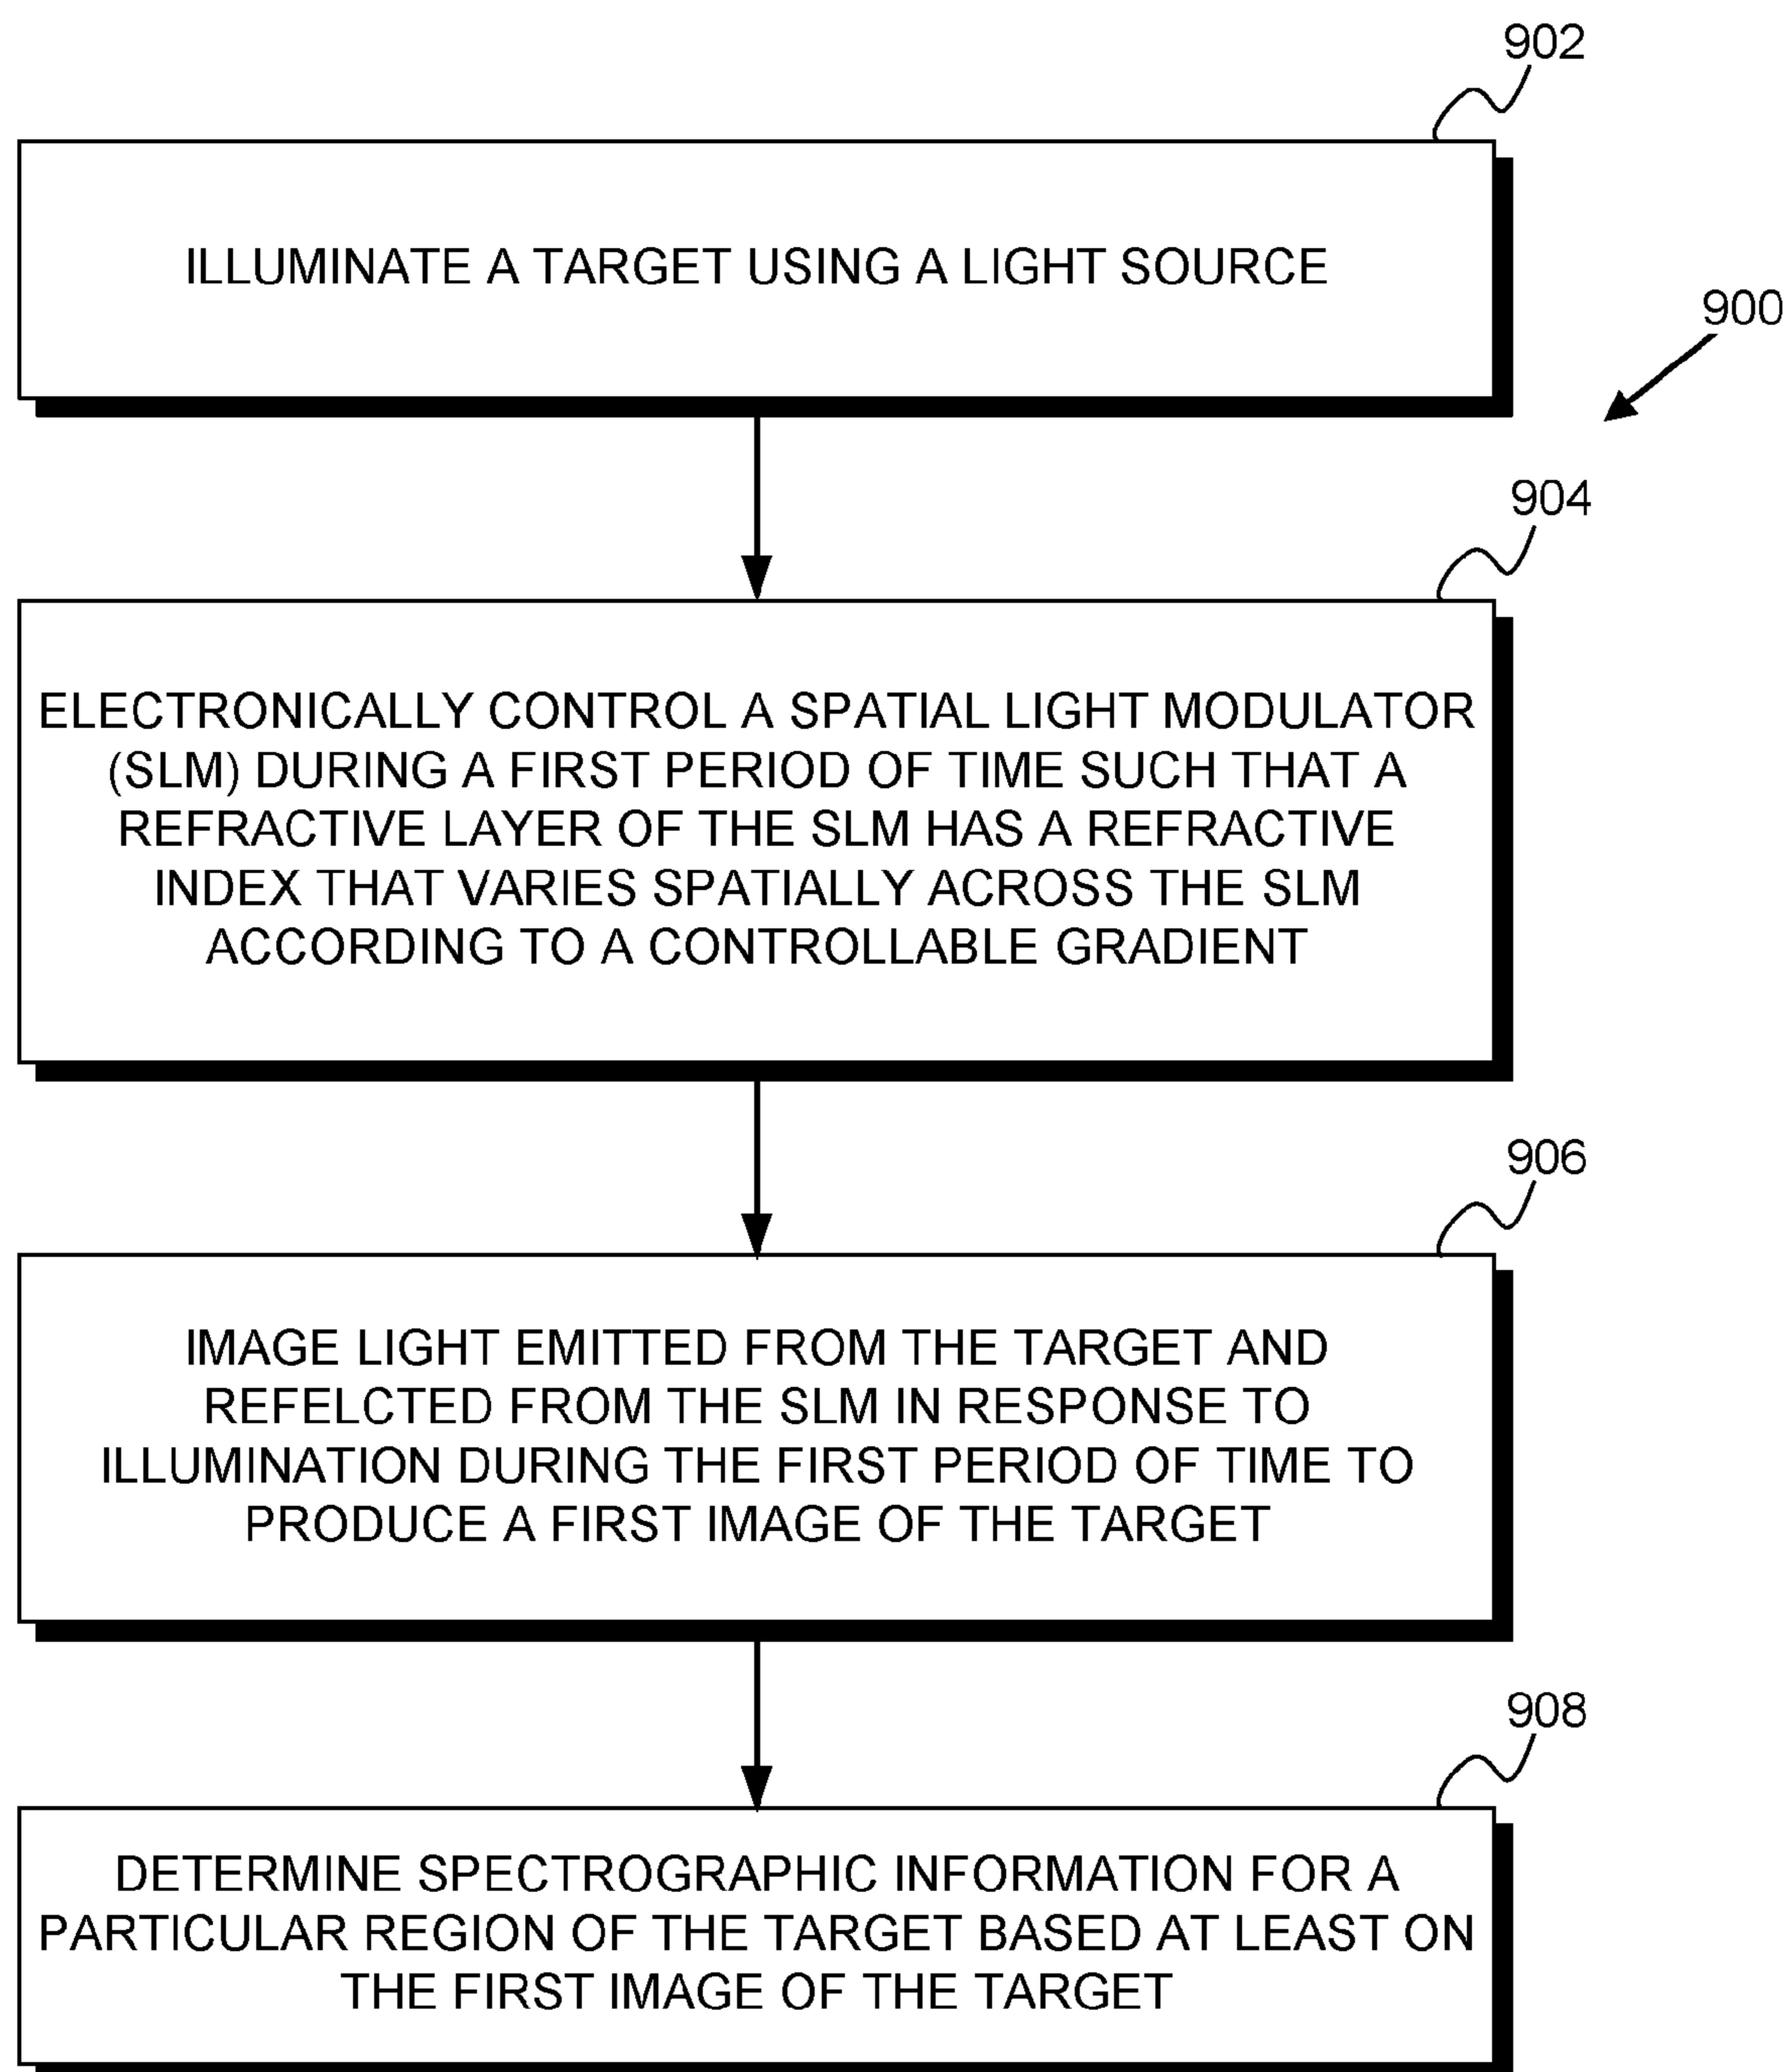 902
ILLUMINATE A TARGET USING A LIGHT SOURCE
900
904
ELECTRONICALLY CONTROL A SPATIAL LIGHT MODULATOR
(SLM) DURING A FIRST PERIOD OF TIME SUCH THAT A
REFRACTIVE LAYER OF THE SLM HAS A REFRACTIVE
INDEX THAT VARIES SPATIALLY ACROSS THE SLM
ACCORDING TO A CONTROLLABLE GRADIENT
906
IMAGE LIGHT EMITTED FROM THE TARGET AND
REFELCTED FROM THE SLM IN RESPONSE TO
ILLUMINATION DURING THE FIRST PERIOD OF TIME TO
PRODUCE A FIRST IMAGE OF THE TARGET
908
DETERMINE SPECTROGRAPHIC INFORMATION FOR A
PARTICULAR REGION OF THE TARGET BASED AT LEAST ON
THE FIRST IMAGE OF THE TARGET